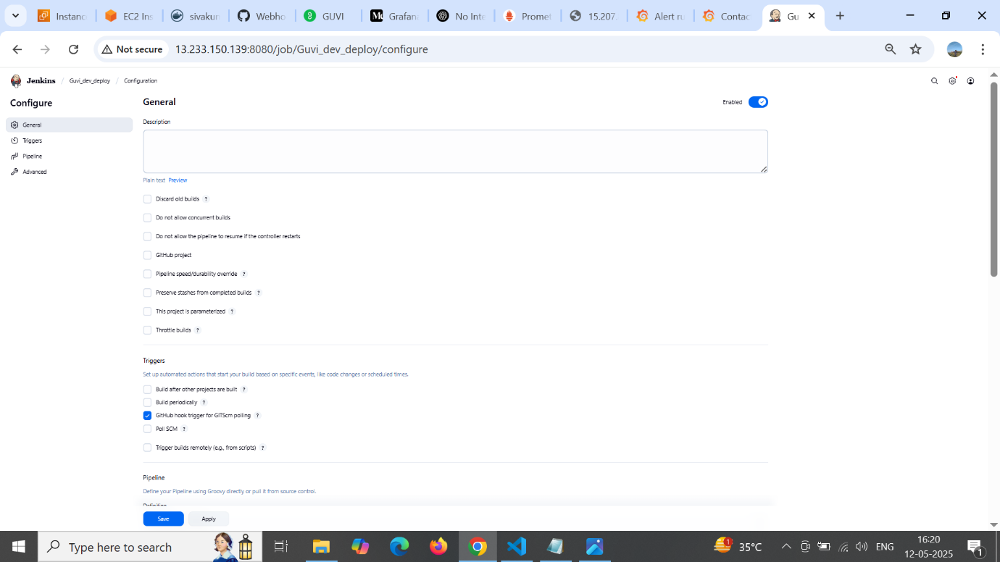 Instanc
EC2 Ins
sivakun
Webho
GUVI
Grafana
No Inte
Promet
15.207.
Alert ru
Contac
Gu
Not secure
13.233.150.139:8080/job/Guvi_dev_deploy/configure
Jenkins / Guvi_dev_deploy / Configuration
Configure
General
Triggers
Pipeline
Advanced
General
Enabled
Description
Plain text Preview
Discard old builds ?
Do not allow concurrent builds
Do not allow the pipeline to resume if the controller restarts
GitHub project
Pipeline speed/durability override ?
Preserve stashes from completed builds ?
This project is parameterized ?
Throttle builds ?
Triggers
Set up automated actions that start your build based on specific events, like code changes or scheduled times.
Build after other projects are built ?
Build periodically ?
GitHub hook trigger for GITScm polling ?
Poll SCM ?
Trigger builds remotely (e.g., from scripts) ?
Pipeline
Define your Pipeline using Groovy directly or pull it from source control.
Definition
Save
Apply
Type here to search
1
35°C
ENG
16:20
12-05-2025
1